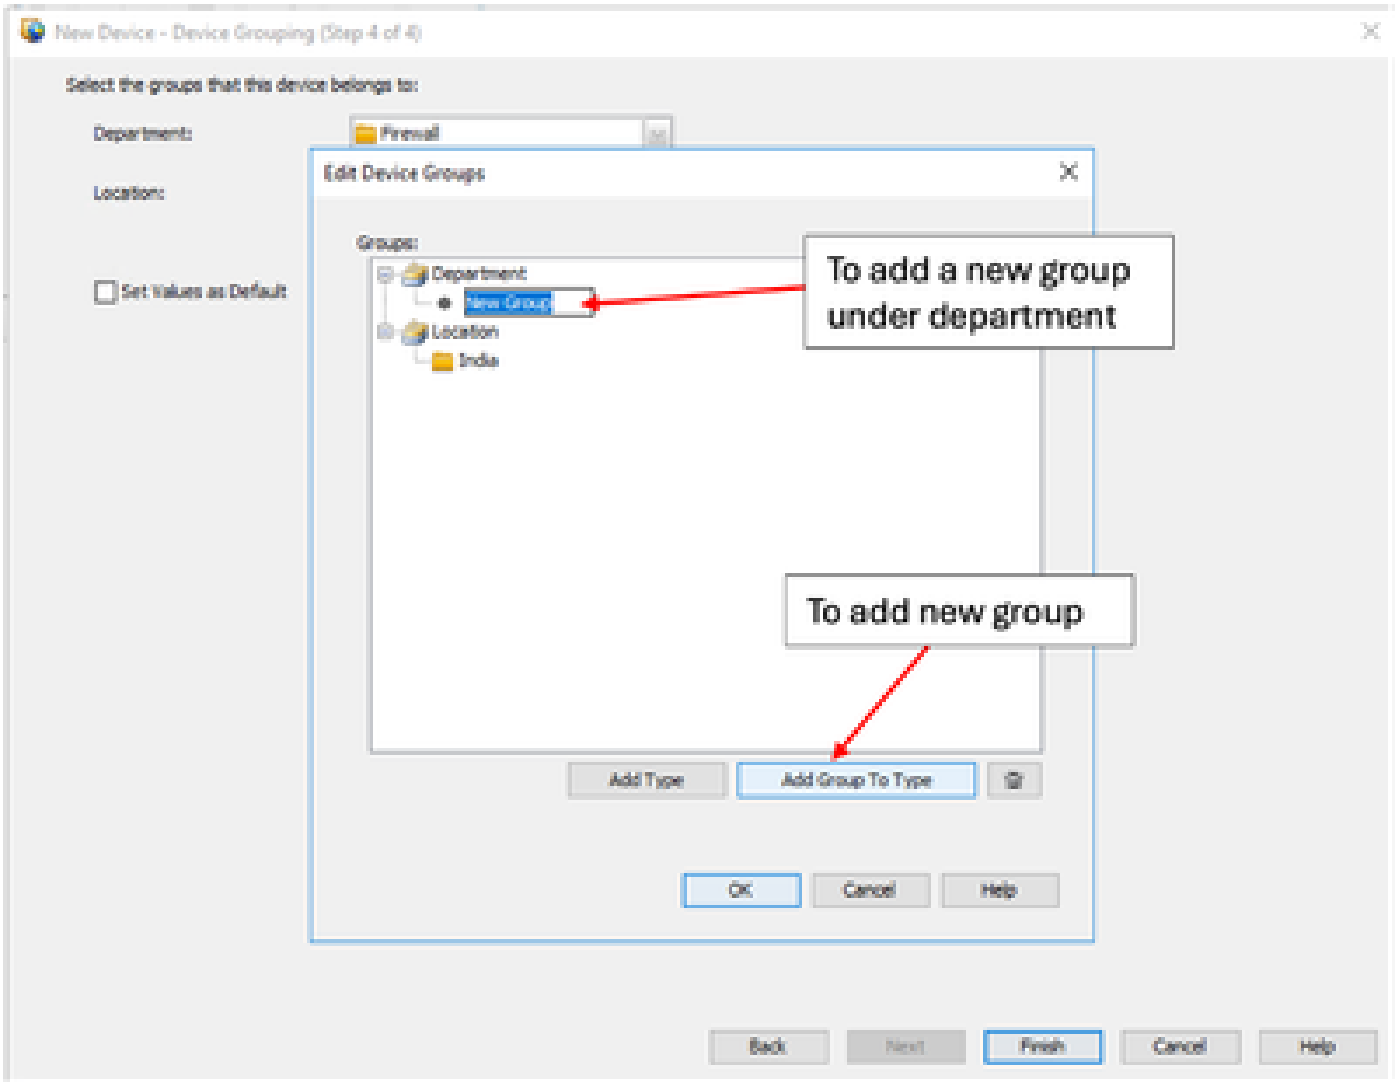 New Device - Device Grouping (Step 4 of 4)
Select the groups that this device belongs to:
Department:
Firewall
Location:
Set Values as Default
Edit Device Groups
Groups:
Department
New Group
Location
India
To add a new group
under department
To add new group
Add Type
Add Group To Type
OK
Cancel
Help
Back
Next
Finish
Cancel
Help